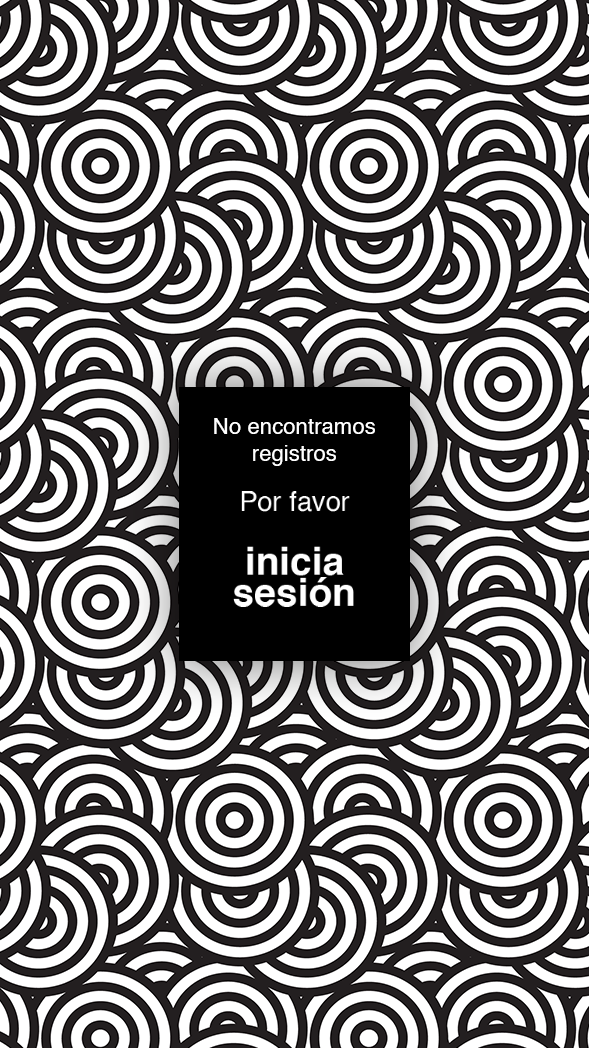 No encontramos
registros
Por favor
inicia
sesión